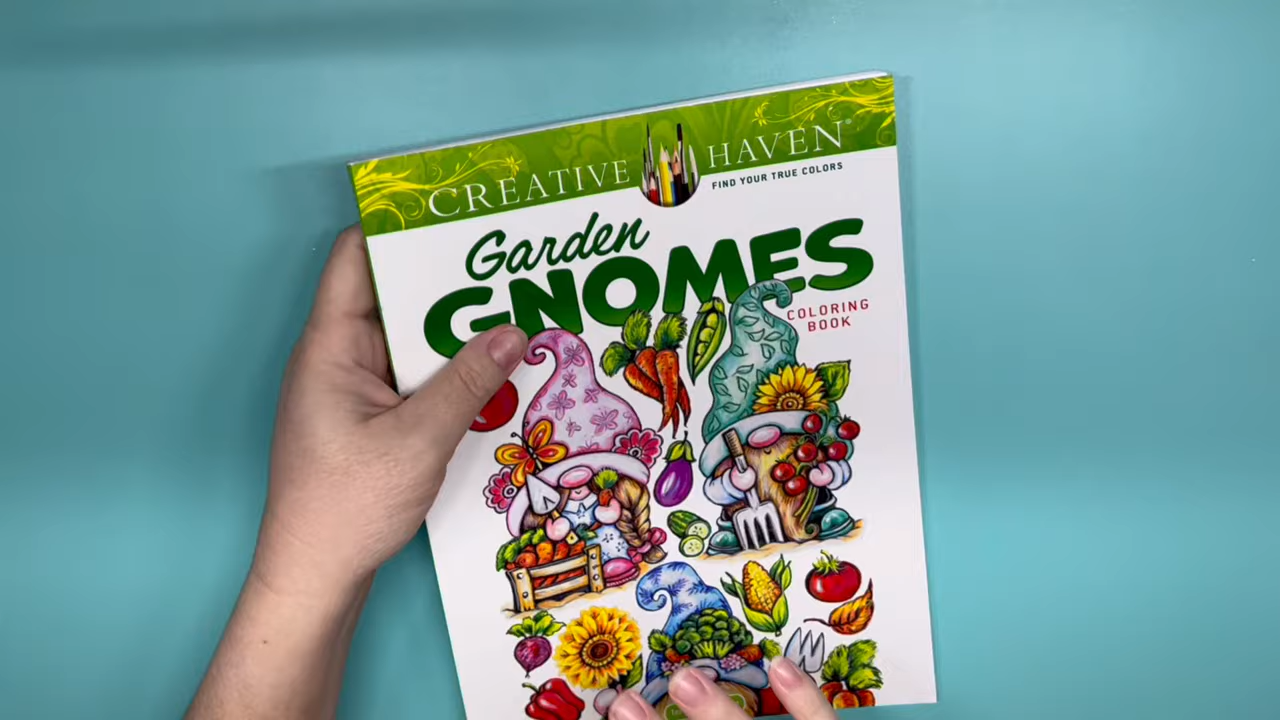 CREATIVE HAVEN®
FIND YOUR TRUE COLORS
Garden
GNOMES
COLORING
BOOK